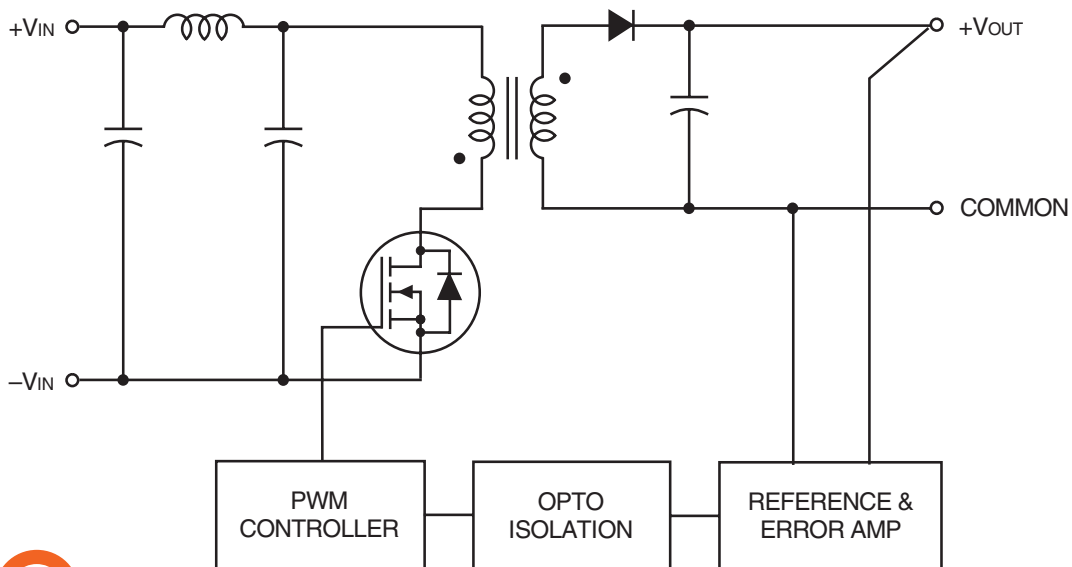 +VIN
+VOUT
COMMON
–VIN
PWM
CONTROLLER
OPTO
ISOLATION
REFERENCE &
ERROR AMP